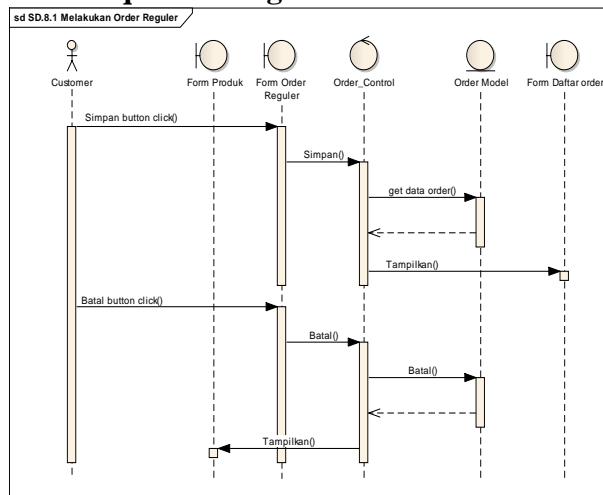 sd SD.8.1 Melakukan Order Reguler
Customer
Form Produk
Form Order
Reguler
Order_Control
Order Model
Form Daftar order
Simpan button click()
Simpan()
get data order()
Tampilkan()
Batal button click()
Batal()
Batal()
Tampilkan()